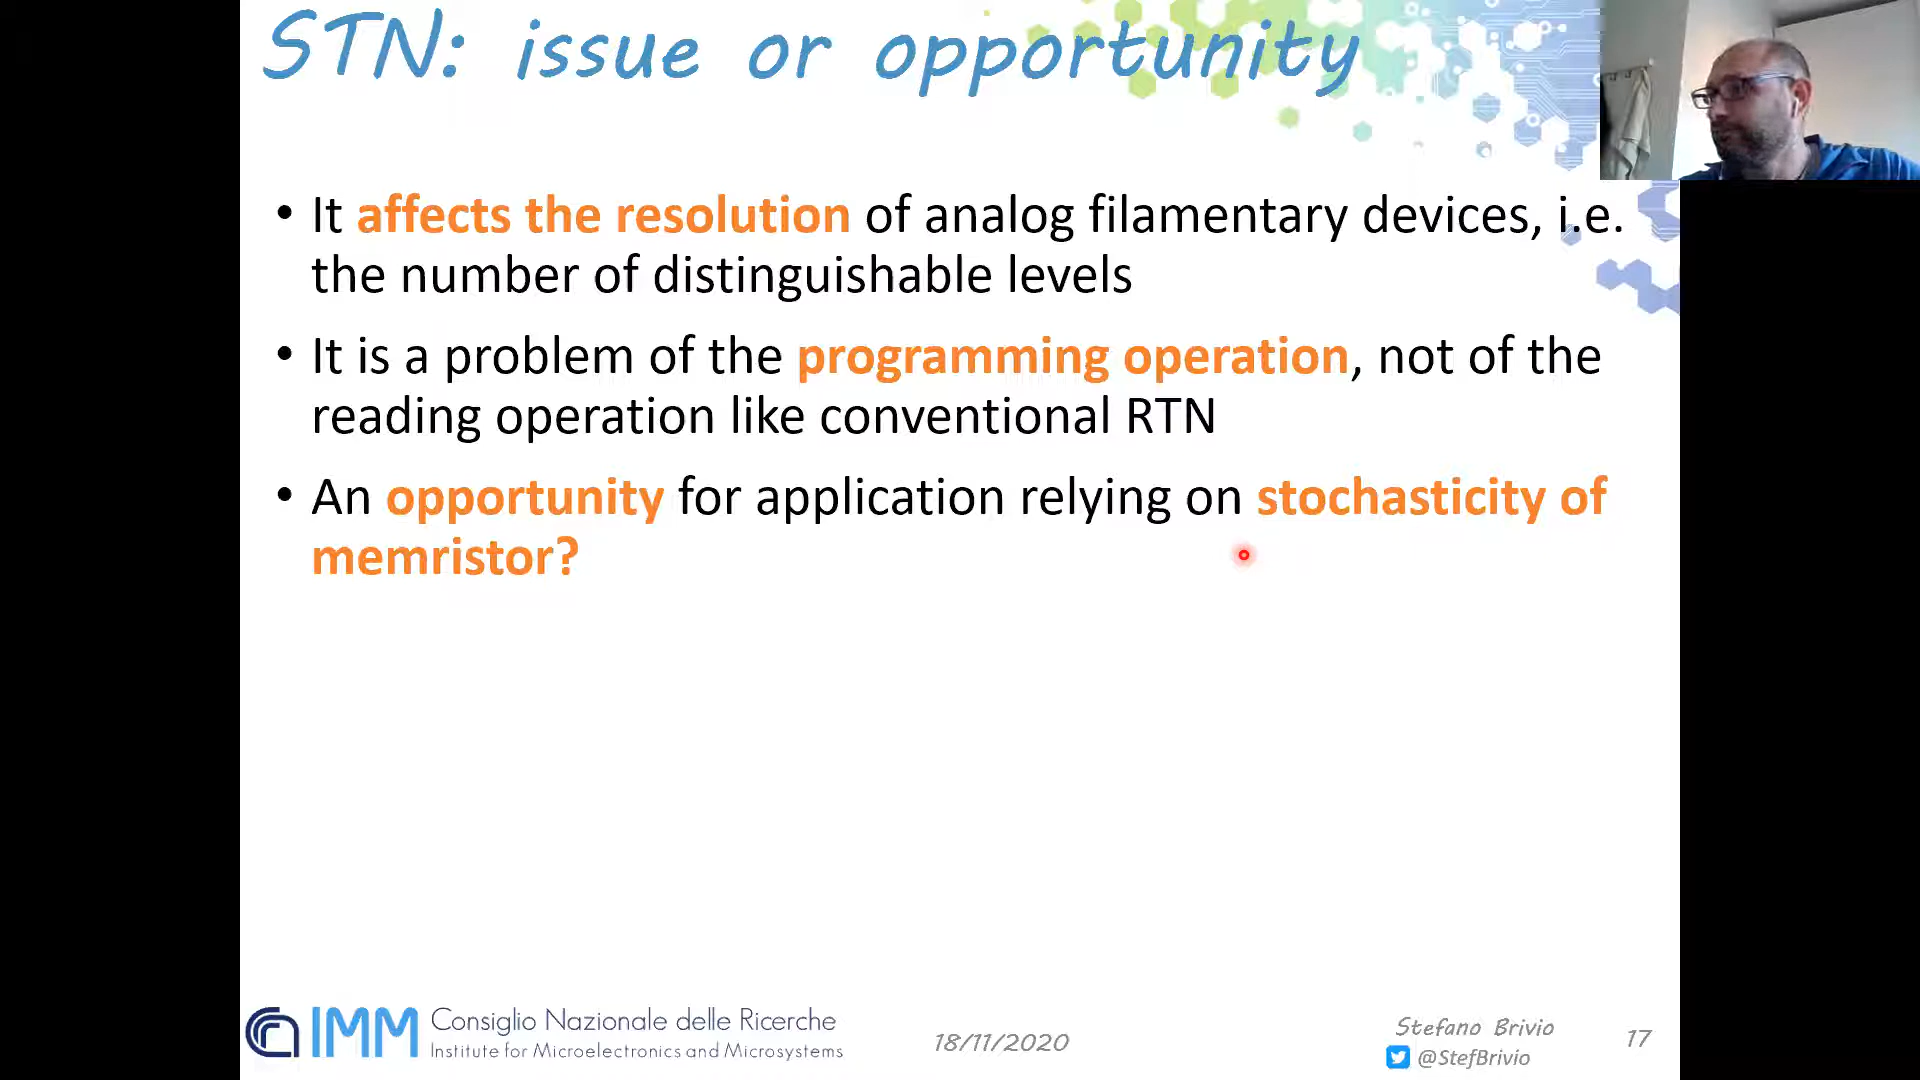 STN: issue or opportunity
• It affects the resolution of analog filamentary devices, i.e.
the number of distinguishable levels
• It is a problem of the programming operation, not of the
reading operation like conventional RTN
• An opportunity for application relying on stochasticity of
memristor?
IMM Consiglio Nazionale delle Ricerche
Institute for Microelectronics and Microsystems
18/11/2020
Stefano Brivio
@StefBrivio
17